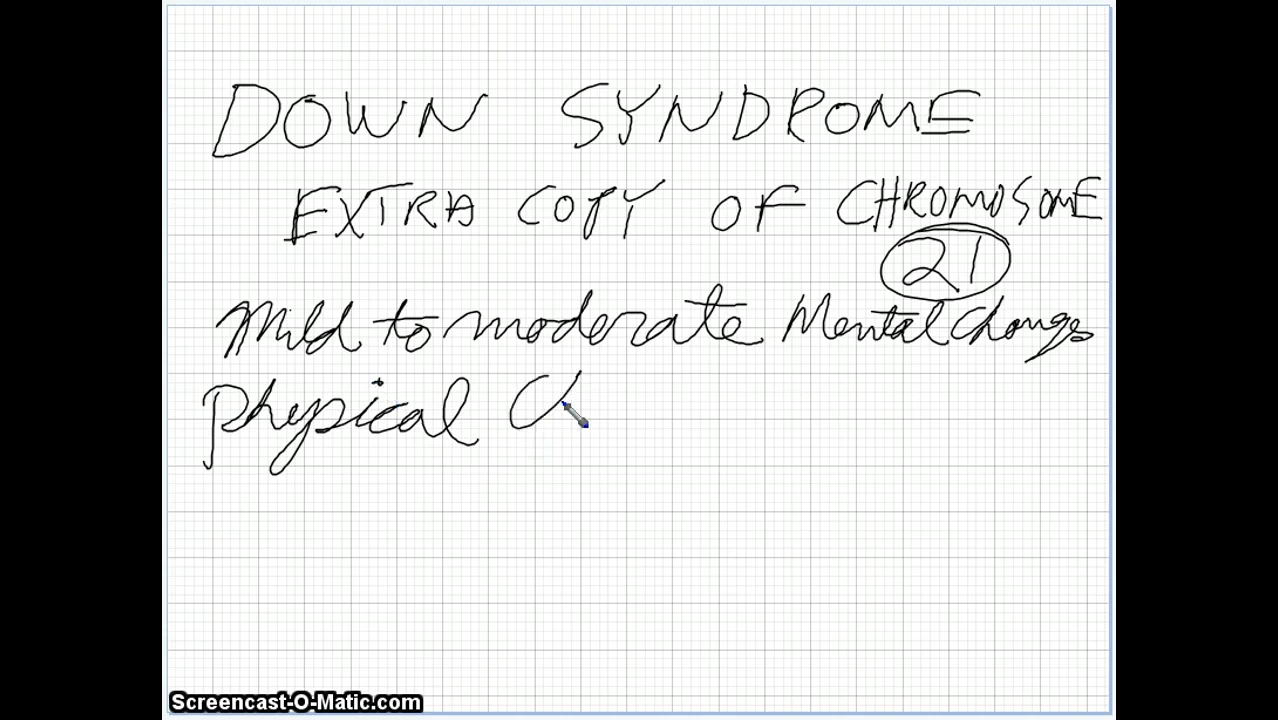 DOWN SYNDROME
EXTRA COPY OF CHROMOSOME
21
Mild to moderate Mental Changes
Physical C
Screencast-O-Matic.com